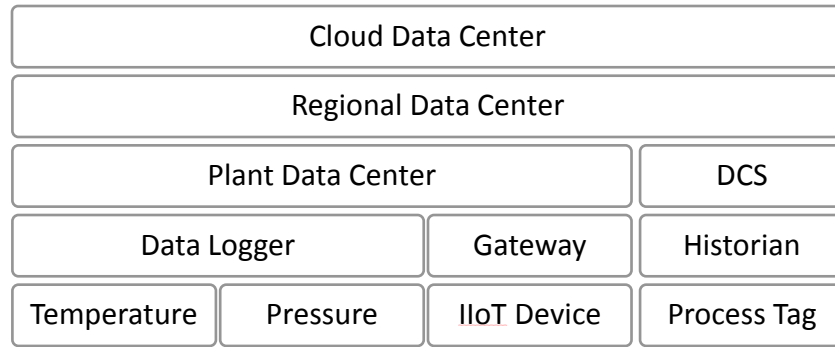 Cloud Data Center
Regional Data Center
Plant Data Center DCS
Data Logger Gateway Historian
Temperature Pressure IIoT Device Process Tag